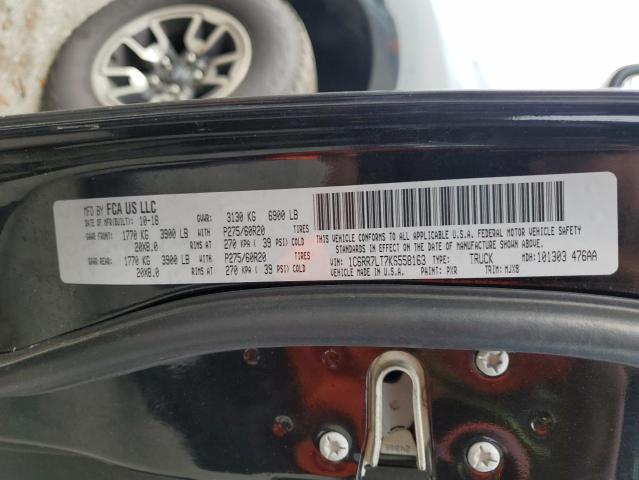 MFD BY FCA US LLC
MFD(BUILT): 10-18 GVWR: 3130 KG 6900 LB
GAWR FRONT: 1770 KG 3900 LB WITH P275/60R20 TIRES
20X8.0 RIMS AT 270 KPA ( 39 PSI) COLD
GAWR REAR: 1770 KG 3900 LB WITH P275/60R20 TIRES
20X8.0 RIMS AT 270 KPA ( 39 PSI) COLD
THIS VEHICLE CONFORMS TO ALL APPLICABLE U.S.A. FEDERAL MOTOR VEHICLE SAFETY
STANDARDS IN EFFECT ON THE DATE OF MANUFACTURE SHOWN ABOVE.
VIN: 1C6RR7LT7KS558163 TYPE: TRUCK MDH: 101303 476AA
VEHICLE MADE IN U.S.A. PAINT: PXR TRIM: MJX8